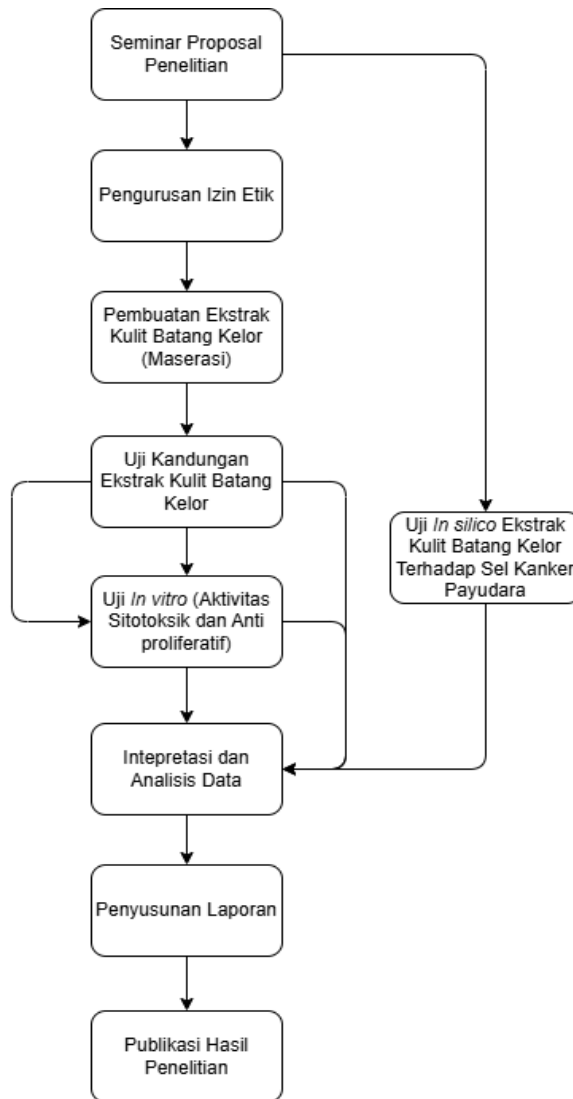 Seminar Proposal
Penelitian
Pengurusan Izin Etik
Pembuatan Ekstrak
Kulit Batang Kelor
(Maserasi)
Uji Kandungan
Ekstrak Kulit Batang
Kelor
Uji In silico Ekstrak
Kulit Batang Kelor
Terhadap Sel Kanker
Payudara
Uji In vitro (Aktivitas
Sitotoksik dan Anti
proliferatif)
Intepretasi dan
Analisis Data
Penyusunan Laporan
Publikasi Hasil
Penelitian